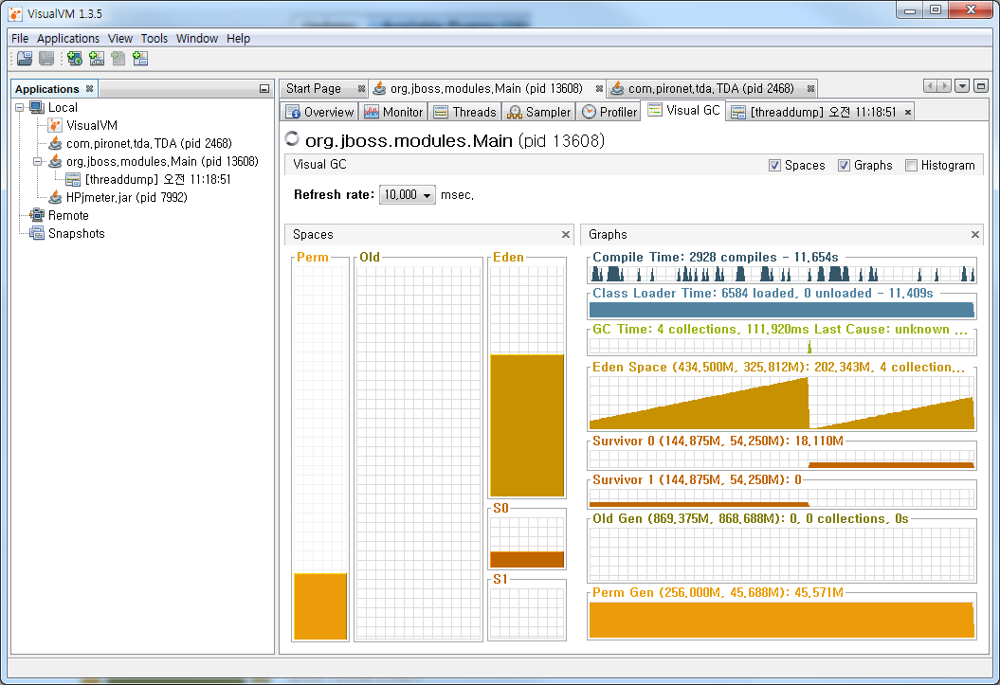 VisualVM 1.3.5
File Applications View Tools Window Help
Applications
Local
VisualVM
com.pironet.tda.TDA (pid 2468)
org.jboss.modules.Main (pid 13608)
[threaddump] 오전 11:18:51
HPjmeter.jar (pid 7992)
Remote
Snapshots
Start Page org.jboss.modules.Main (pid 13608) com.pironet.tda.TDA (pid 2468)
Overview Monitor Threads Sampler Profiler Visual GC [threaddump] 오전 11:18:51
org.jboss.modules.Main (pid 13608)
Visual GC Spaces Graphs Histogram
Refresh rate: 10,000 msec.
Spaces
Perm Old Eden
S0
S1
Graphs
Compile Time: 2928 compiles - 11.654s
Class Loader Time: 6584 loaded, 0 unloaded - 11.409s
GC Time: 4 collections, 111.920ms Last Cause: unknown ...
Eden Space (434.500M, 325.812M): 202.343M, 4 collection...
Survivor 0 (144.875M, 54.250M): 18.110M
Survivor 1 (144.875M, 54.250M): 0
Old Gen (869.375M, 868.688M): 0, 0 collections, 0s
Perm Gen (256.000M, 45.688M): 45.571M